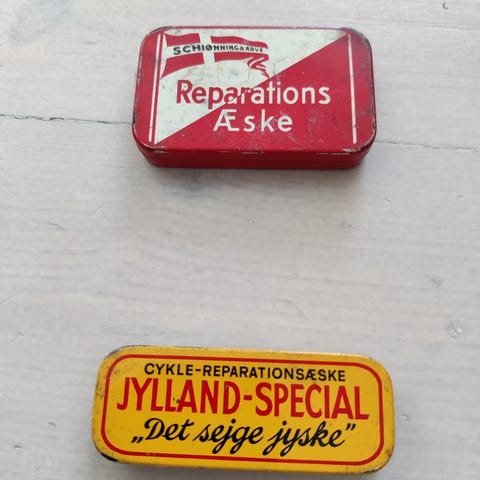 SCHIØNNING & ARVE
Reparations
Æske
CYKLE-REPARATIONSÆSKE
JYLLAND-SPECIAL
„Det sejge jyske”